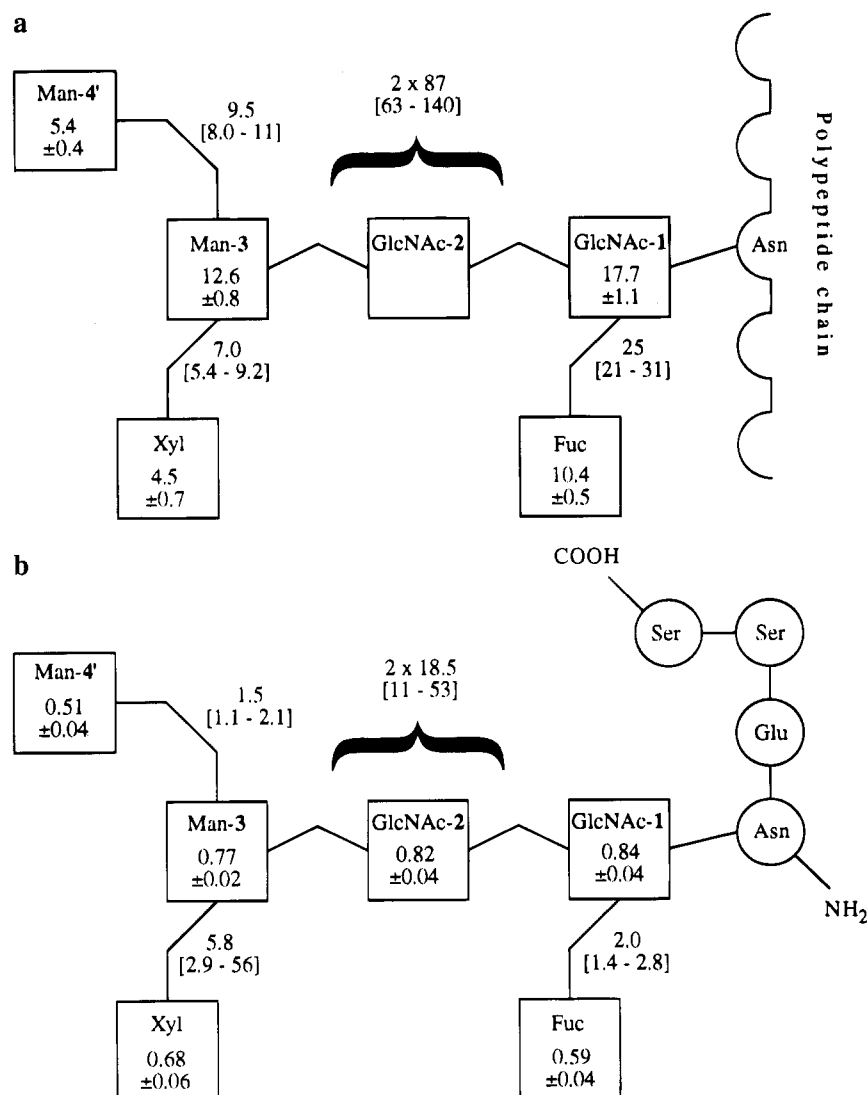 a
Man-4'
5.4
±0.4
9.5
[8.0 - 11]
2 x 87
[63 - 140]
Man-3
12.6
±0.8
GlcNAc-2
GlcNAc-1
17.7
±1.1
Asn
Polypeptide chain
7.0
[5.4 - 9.2]
25
[21 - 31]
Xyl
4.5
±0.7
Fuc
10.4
±0.5
b
COOH
Ser
Ser
Man-4'
0.51
±0.04
1.5
[1.1 - 2.1]
2 x 18.5
[11 - 53]
Glu
Man-3
0.77
±0.02
GlcNAc-2
0.82
±0.04
GlcNAc-1
0.84
±0.04
Asn
NH2
5.8
[2.9 - 56]
2.0
[1.4 - 2.8]
Xyl
0.68
±0.06
Fuc
0.59
±0.04